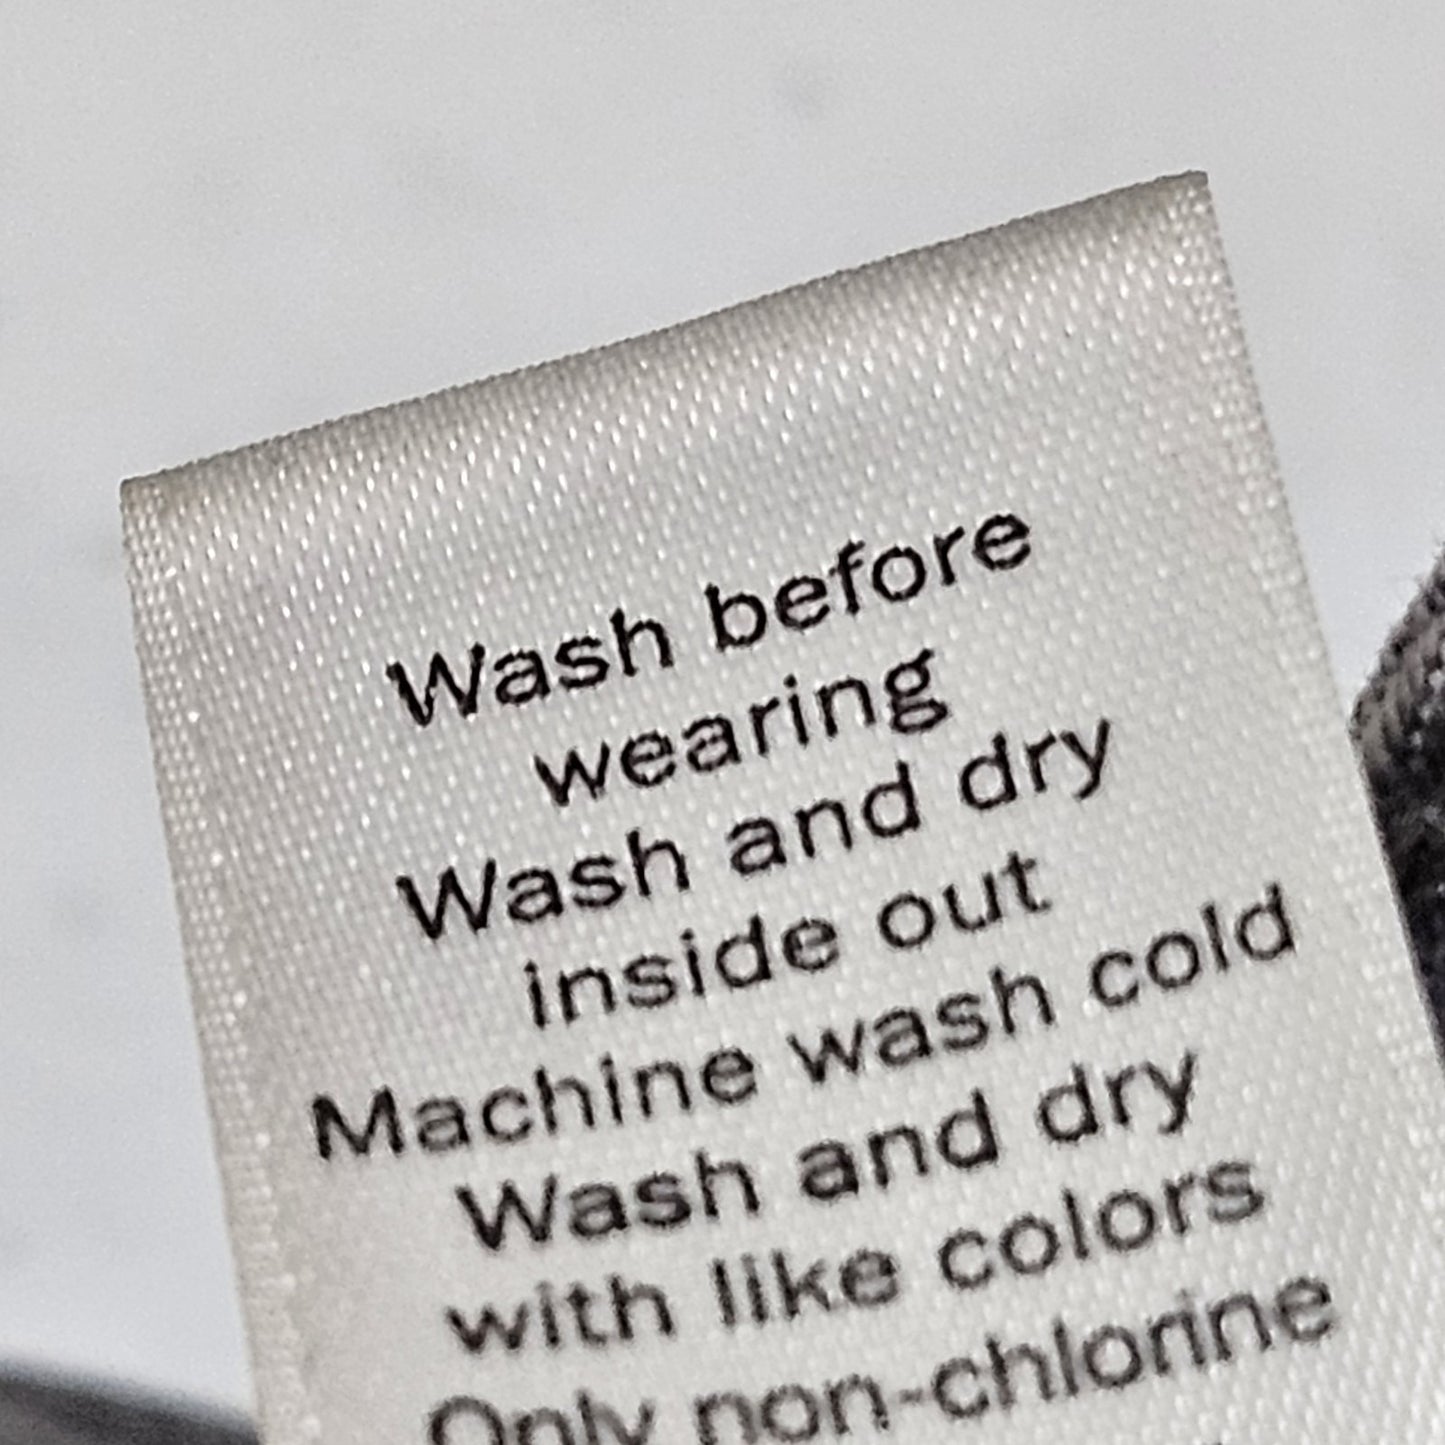 Wash before
wearing
Wash and dry
inside out
Machine wash cold
Wash and dry
with like colors
Only non-chlorine